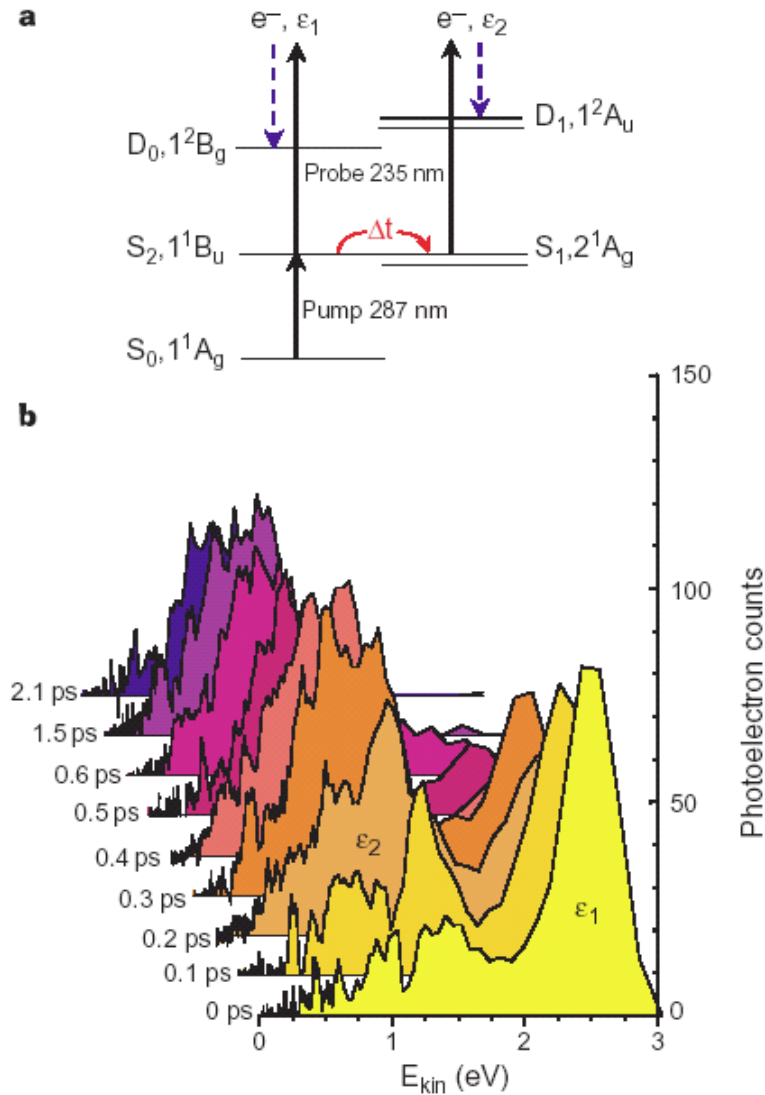 a
e⁻, ε₁ e⁻, ε₂
D₁,1²Aᵤ
D₀,1²B_g
Probe 235 nm
Δt
S₂,1¹Bᵤ S₁,2¹A_g
Pump 287 nm
S₀,1¹A_g
150
b
100
2.1 ps
1.5 ps
0.6 ps
0.5 ps
50
0.4 ps
ε₂
0.3 ps
ε₁
0.2 ps
0.1 ps
0 ps
0
0 1 2 3
E_kin (eV)
Photoelectron counts